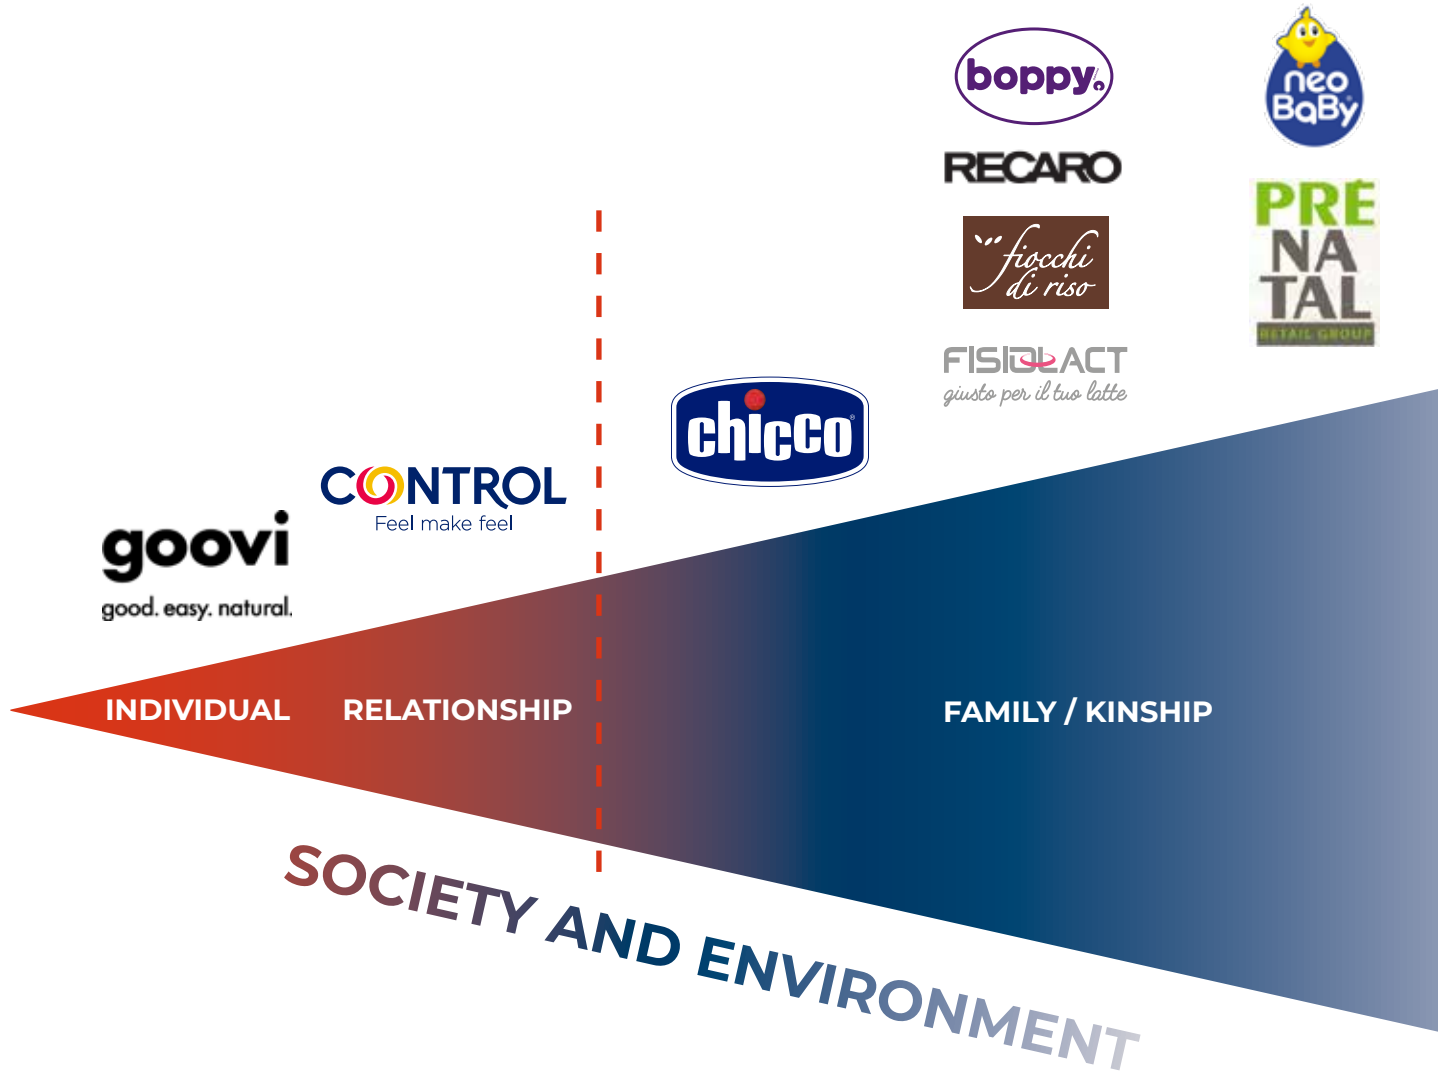 boppy
RECARO
fiocchi
di riso
FISIOLACT
giusto per il tuo latte
neo
BaBy
PRÉ
NA
TAL
RETAIL GROUP
chicco
CONTROL
Feel make feel
goovi
good. easy. natural.
INDIVIDUAL
RELATIONSHIP
FAMILY / KINSHIP
SOCIETY AND ENVIRONMENT